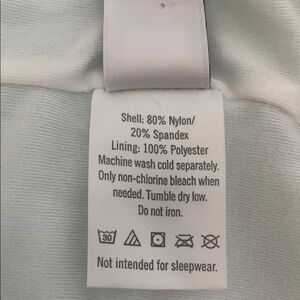 Shell: 80% Nylon/
20% Spandex
Lining: 100% Polyester
Machine wash cold separately.
Only non-chlorine bleach when
needed. Tumble dry low.
Do not iron.
30
Not intended for sleepwear.